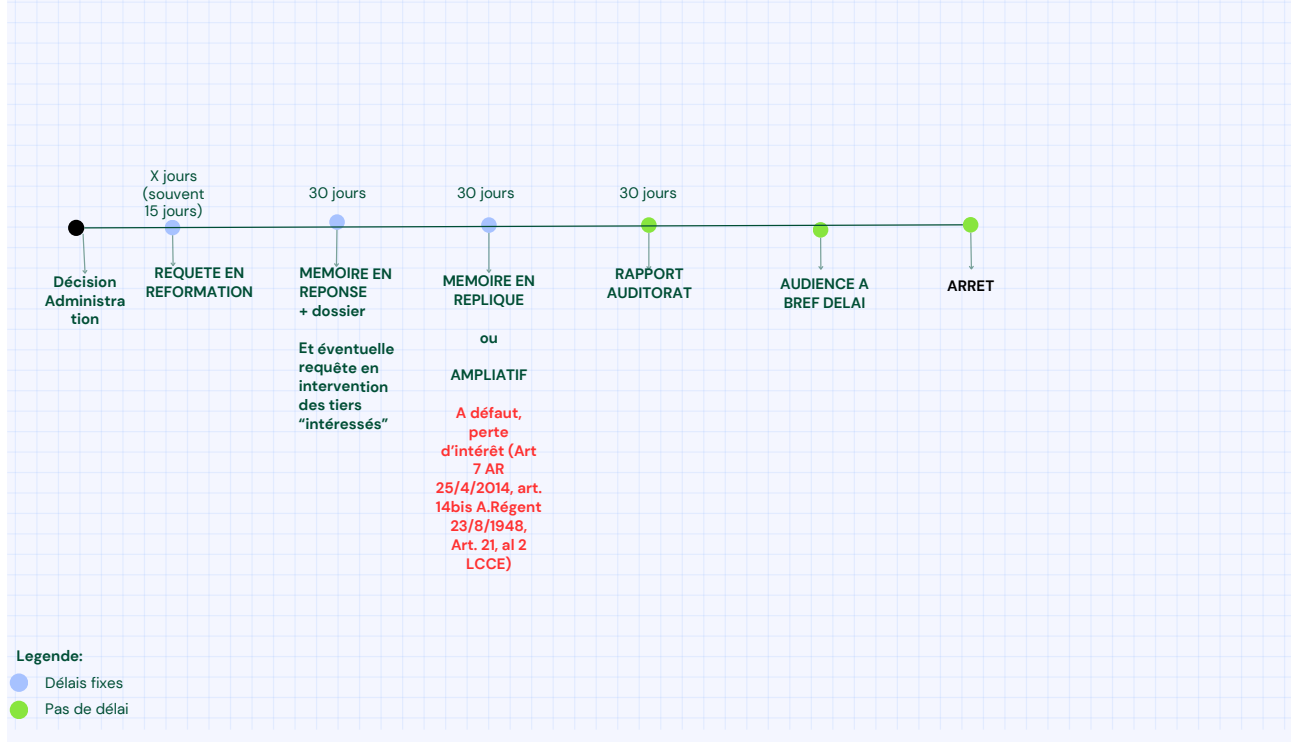 X jours
(souvent
15 jours)
30 jours
30 jours
30 jours
Décision
Administra
tion
REQUETE EN
REFORMATION
MEMOIRE EN
REPONSE
+ dossier
Et éventuelle
requête en
intervention
des tiers
“intéressés”
MEMOIRE EN
REPLIQUE
ou
AMPLIATIF
A défaut,
perte
d’intérêt (Art
7 AR
25/4/2014, art.
14bis A.Régent
23/8/1948,
Art. 21, al 2
LCCE)
RAPPORT
AUDITORAT
AUDIENCE A
BREF DELAI
ARRET
Legende:
Délais fixes
Pas de délai